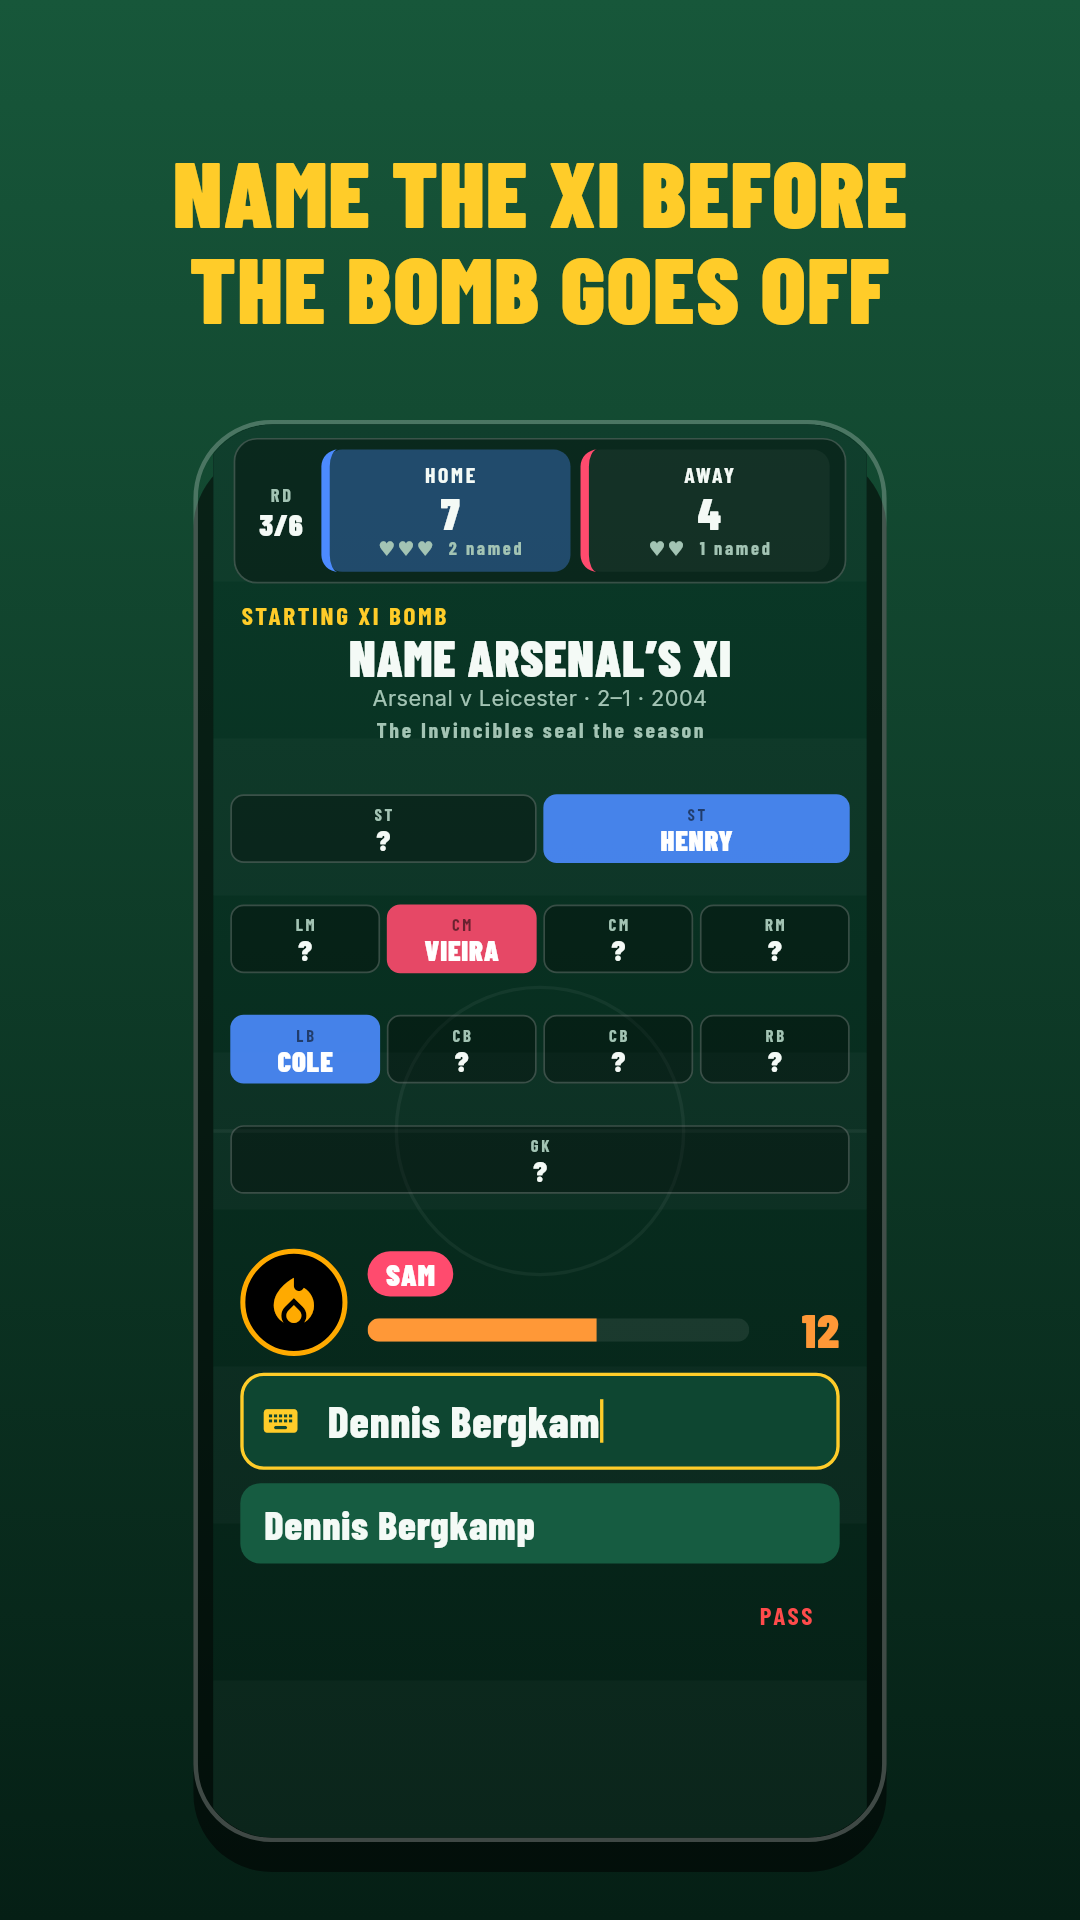 NAME THE XI BEFORE
THE BOMB GOES OFF
RD
3/6
HOME
7
♥♥♥ 2 named
AWAY
4
♥♥ 1 named
STARTING XI BOMB
NAME ARSENAL’S XI
Arsenal v Leicester · 2–1 · 2004
The Invincibles seal the season
ST
?
ST
HENRY
LM
?
CM
VIEIRA
CM
?
RM
?
LB
COLE
CB
?
CB
?
RB
?
GK
?
SAM
12
Dennis Bergkam
Dennis Bergkamp
PASS